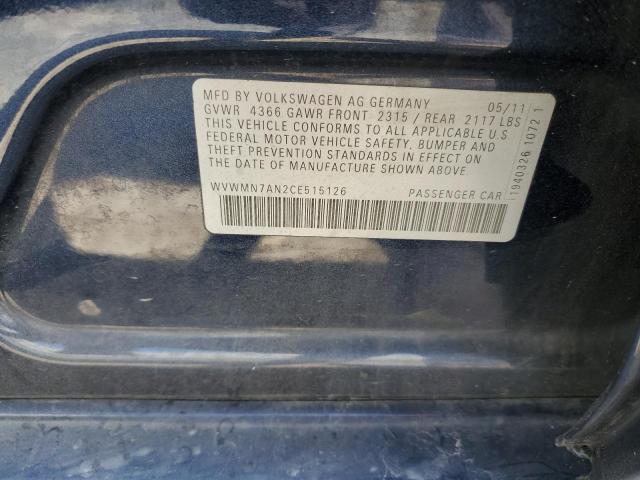 MFD BY VOLKSWAGEN AG GERMANY 05/11
GVWR 4366 GAWR FRONT 2315 / REAR 2117 LBS
THIS VEHICLE CONFORMS TO ALL APPLICABLE U.S
FEDERAL MOTOR VEHICLE SAFETY, BUMPER AND
THEFT PREVENTION STANDARDS IN EFFECT ON
THE DATE OF MANUFACTURE SHOWN ABOVE.
WVWMN7AN2CE515126 PASSENGER CAR
1940326 1072 1